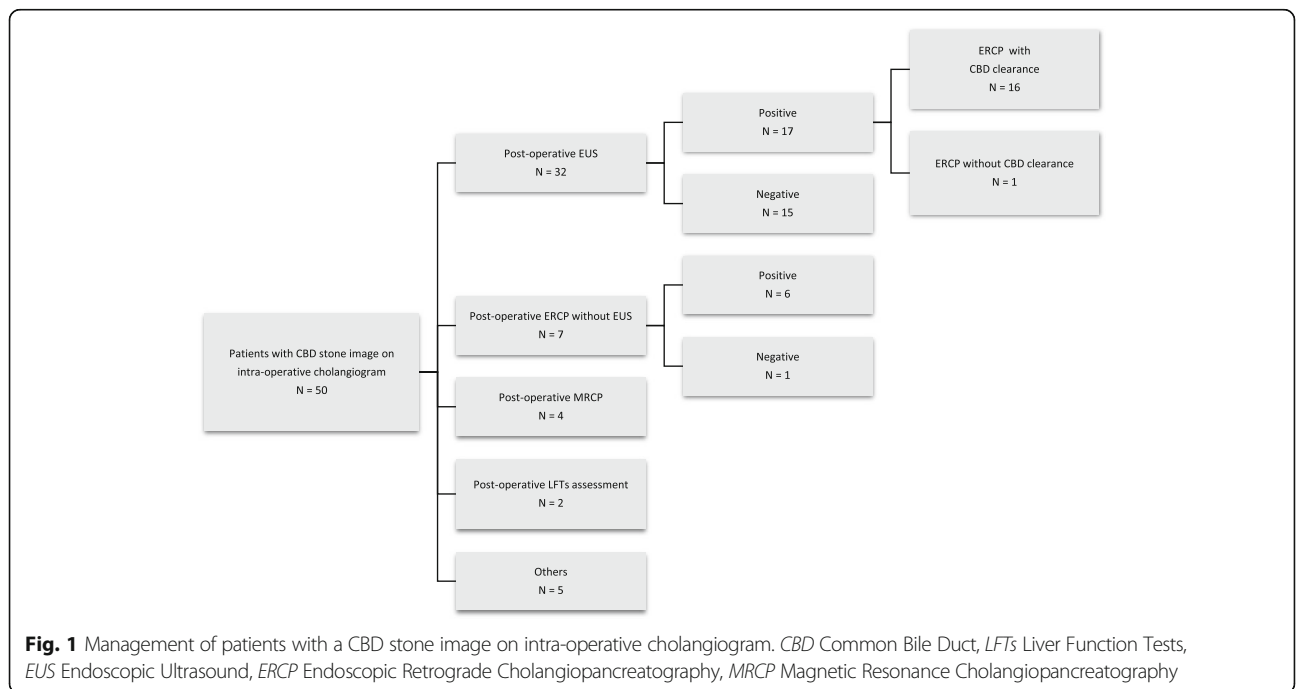 Patients with CBD stone image on
intra-operative cholangiogram
N = 50
Post-operative EUS
N = 32
Positive
N = 17
ERCP with
CBD clearance
N = 16
ERCP without CBD clearance
N = 1
Negative
N = 15
Post-operative ERCP without EUS
N = 7
Positive
N = 6
Negative
N = 1
Post-operative MRCP
N = 4
Post-operative LFTs assessment
N = 2
Others
N = 5
Fig. 1 Management of patients with a CBD stone image on intra-operative cholangiogram. CBD Common Bile Duct, LFTs Liver Function Tests,
EUS Endoscopic Ultrasound, ERCP Endoscopic Retrograde Cholangiopancreatography, MRCP Magnetic Resonance Cholangiopancreatography